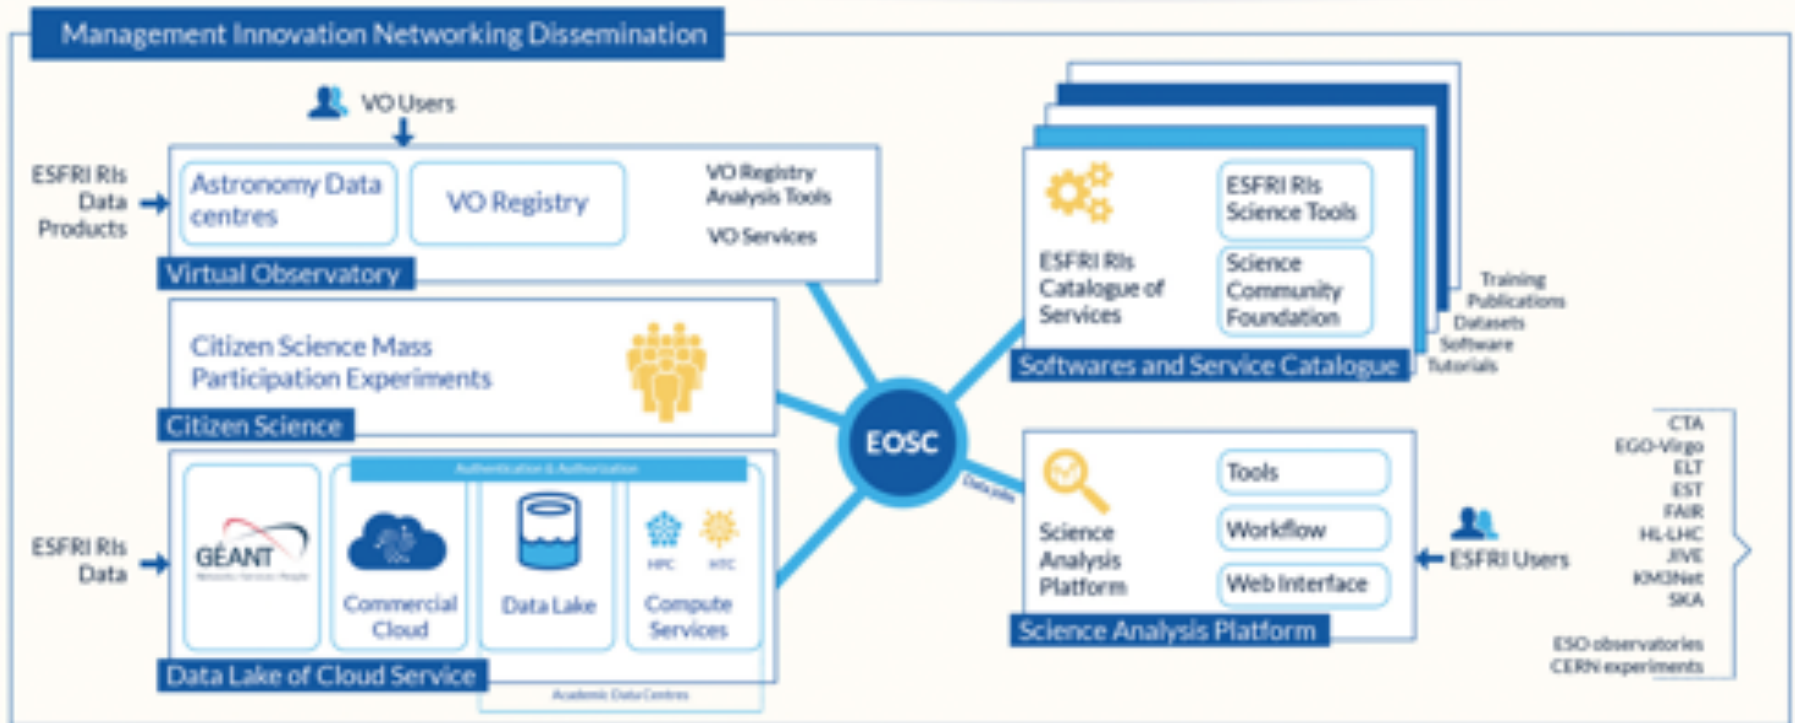 Management Innovation Networking Dissemination
VO Users
ESFRI RIs
Data
Products
Astronomy Data
centres
VO Registry
VO Registry
Analysis Tools
VO Services
Virtual Observatory
Citizen Science Mass
Participation Experiments
Citizen Science
ESFRI RIs
Data
Authentication & Authorization
GÉANT
Networks · Services · People
Commercial
Cloud
Data Lake
HPC
HTC
Compute
Services
Data Lake of Cloud Service
Academic Data Centres
EOSC
ESFRI RIs
Catalogue of
Services
ESFRI RIs
Science Tools
Science
Community
Foundation
Softwares and Service Catalogue
Training
Publications
Datasets
Software
Tutorials
Science
Analysis
Platform
Tools
Workflow
Web Interface
Science Analysis Platform
ESFRI Users
CTA
EGO-Virgo
ELT
EST
FAIR
HL-LHC
JIVE
KM3Net
SKA
ESO observatories
CERN experiments